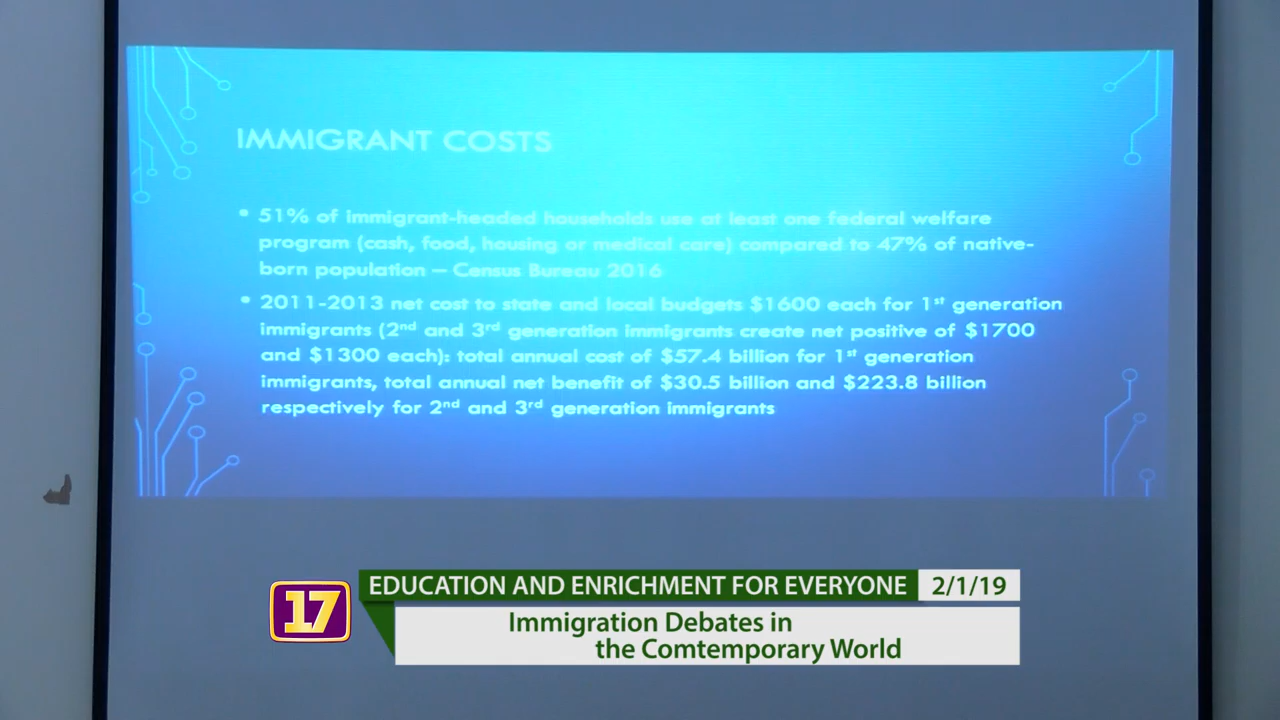 IMMIGRANT COSTS
• 51% of immigrant-headed households use at least one federal welfare
program (cash, food, housing or medical care) compared to 47% of native-
born population – Census Bureau 2016
• 2011-2013 net cost to state and local budgets $1600 each for 1st generation
immigrants (2nd and 3rd generation immigrants create net positive of $1700
and $1300 each): total annual cost of $57.4 billion for 1st generation
immigrants, total annual net benefit of $30.5 billion and $223.8 billion
respectively for 2nd and 3rd generation immigrants
17
EDUCATION AND ENRICHMENT FOR EVERYONE 2/1/19
Immigration Debates in
the Comtemporary World